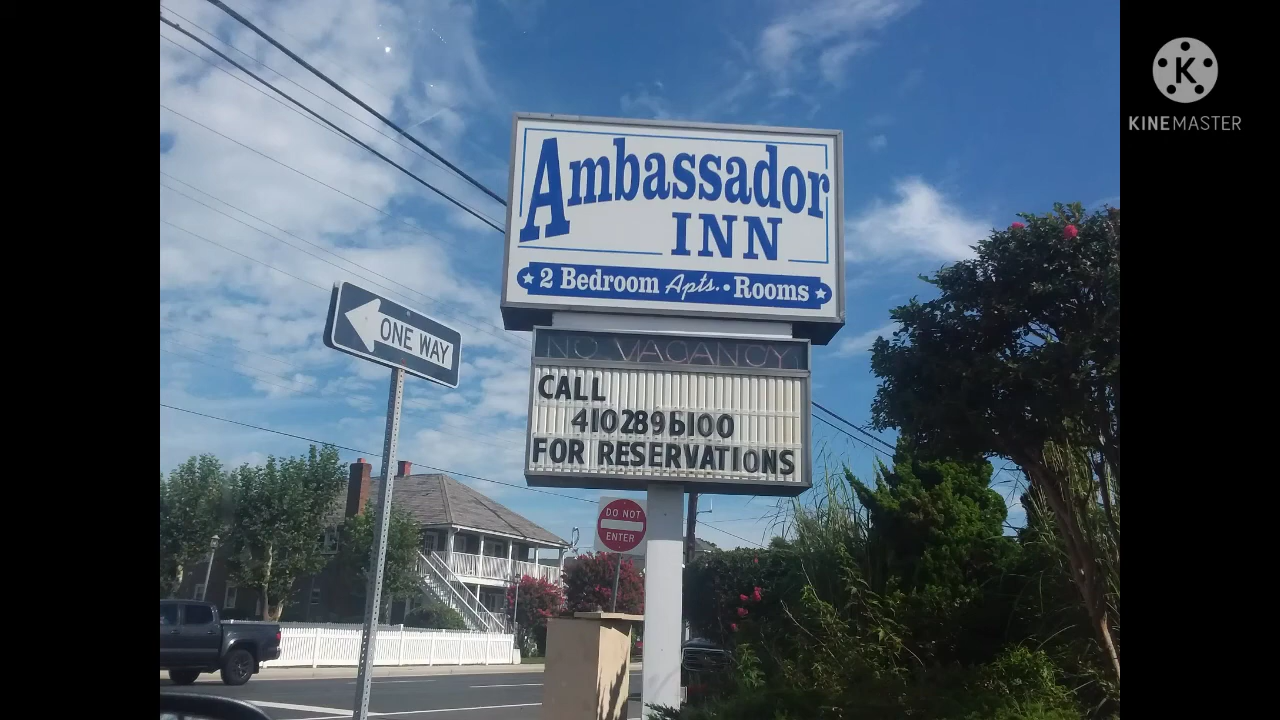 Ambassador
INN
2 Bedroom Apts. • Rooms
NO VACANCY
CALL
4102896100
FOR RESERVATIONS
ONE WAY
DO NOT
ENTER
K
KINEMASTER